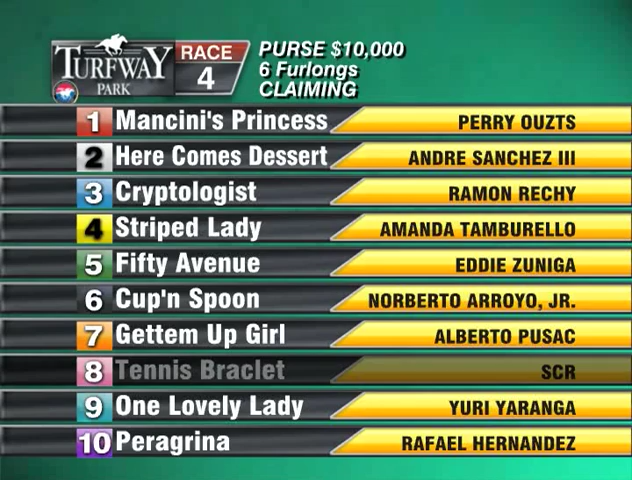 TURFWAY PARK
RACE 4
PURSE $10,000
6 Furlongs
CLAIMING
1 Mancini's Princess PERRY OUZTS
2 Here Comes Dessert ANDRE SANCHEZ III
3 Cryptologist RAMON RECHY
4 Striped Lady AMANDA TAMBURELLO
5 Fifty Avenue EDDIE ZUNIGA
6 Cup'n Spoon NORBERTO ARROYO, JR.
7 Gettem Up Girl ALBERTO PUSAC
8 Tennis Braclet SCR
9 One Lovely Lady YURI YARANGA
10 Peragrina RAFAEL HERNANDEZ